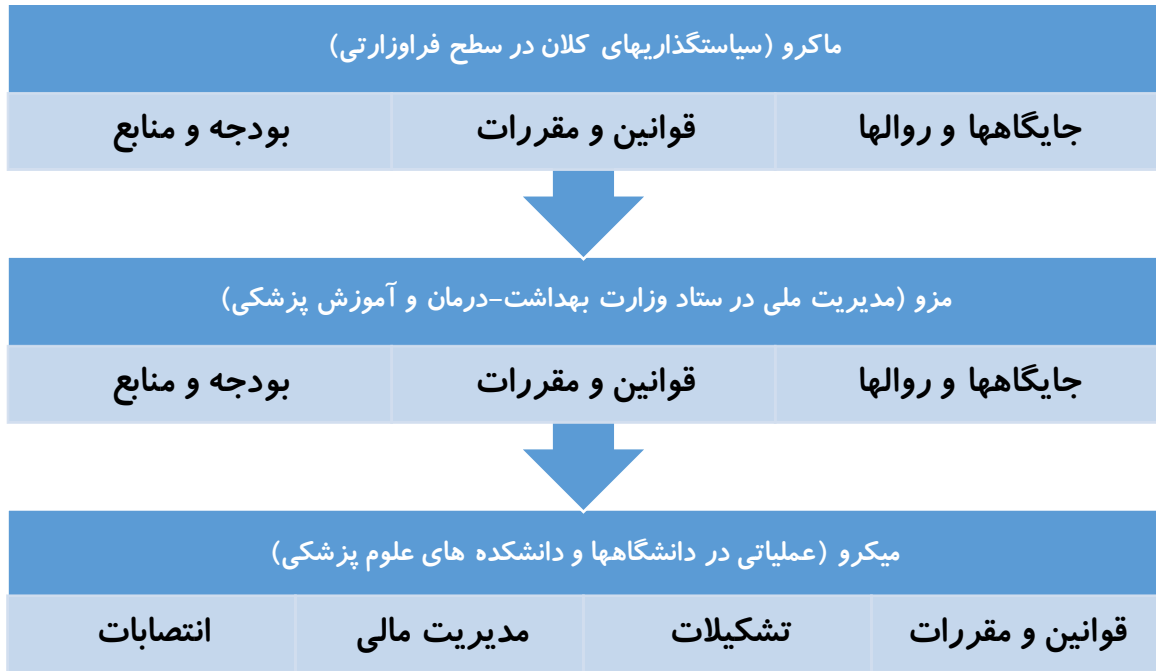 ماکرو (سیاستگذاریهای کلان در سطح فراوزارتی)
جایگاهها و روالها
قوانین و مقررات
بودجه و منابع
مزو (مدیریت ملی در ستاد وزارت بهداشت-درمان و آموزش پزشکی)
جایگاهها و روالها
قوانین و مقررات
بودجه و منابع
میکرو (عملیاتی در دانشگاهها و دانشکده های علوم پزشکی)
قوانین و مقررات
تشکیلات
مدیریت مالی
انتصابات